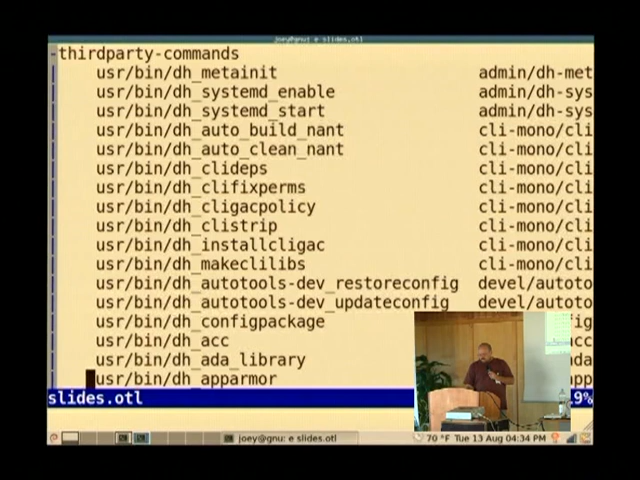 joey@gnu: e slides.otl
-thirdparty-commands
usr/bin/dh_metainit admin/dh-met
usr/bin/dh_systemd_enable admin/dh-sys
usr/bin/dh_systemd_start admin/dh-sys
usr/bin/dh_auto_build_nant cli-mono/cli
usr/bin/dh_auto_clean_nant cli-mono/cli
usr/bin/dh_clideps cli-mono/cli
usr/bin/dh_clifixperms cli-mono/cli
usr/bin/dh_cligacpolicy cli-mono/cli
usr/bin/dh_clistrip cli-mono/cli
usr/bin/dh_installcligac cli-mono/cli
usr/bin/dh_makeclilibs cli-mono/cli
usr/bin/dh_autotools-dev_restoreconfig devel/autoto
usr/bin/dh_autotools-dev_updateconfig devel/autoto
usr/bin/dh_configpackage fig
usr/bin/dh_acc
usr/bin/dh_ada_library ada
usr/bin/dh_apparmor app
slides.otl 9%
joey@gnu: e slides.otl 70 °F Tue 13 Aug 04:34 PM